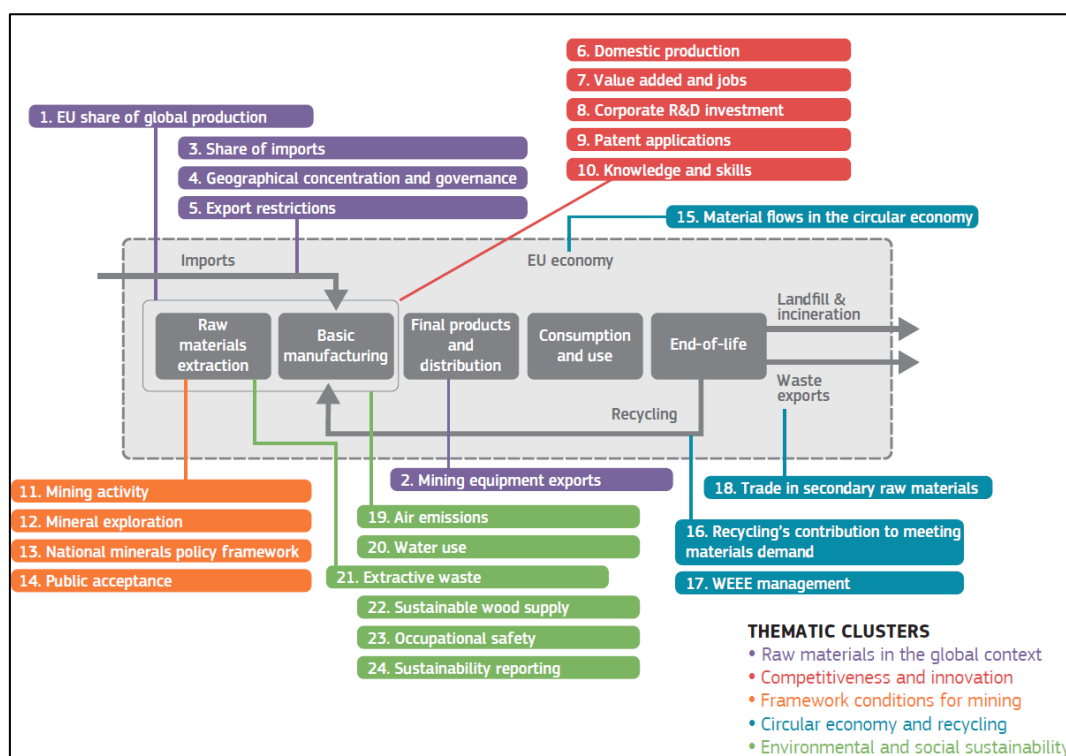 6. Domestic production
7. Value added and jobs
8. Corporate R&D investment
9. Patent applications
10. Knowledge and skills
1. EU share of global production
3. Share of imports
4. Geographical concentration and governance
5. Export restrictions
15. Material flows in the circular economy
Imports
EU economy
Raw
materials
extraction
Basic
manufacturing
Final products
and
distribution
Consumption
and use
End-of-life
Landfill &
incineration
Waste
exports
Recycling
2. Mining equipment exports
18. Trade in secondary raw materials
11. Mining activity
12. Mineral exploration
13. National minerals policy framework
14. Public acceptance
19. Air emissions
20. Water use
21. Extractive waste
22. Sustainable wood supply
23. Occupational safety
24. Sustainability reporting
16. Recycling's contribution to meeting
materials demand
17. WEEE management
THEMATIC CLUSTERS
• Raw materials in the global context
• Competitiveness and innovation
• Framework conditions for mining
• Circular economy and recycling
• Environmental and social sustainability